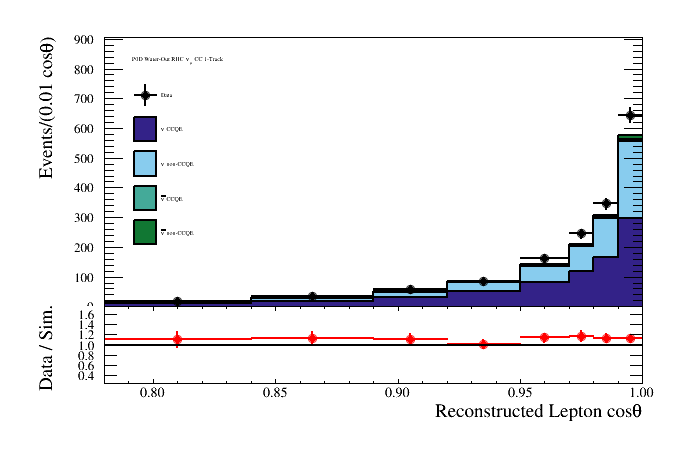 Events/(0.01 cosθ)
900
800
700
600
500
400
300
200
100
0
P0D Water-Out RHC ν CC 1-Track
Data
ν CCQE
ν non-CCQE
ν̅ CCQE
ν̅ non-CCQE
Data / Sim.
1.6
1.4
1.2
1.0
0.8
0.6
0.4
0.80 0.85 0.90 0.95 1.00
Reconstructed Lepton cosθ